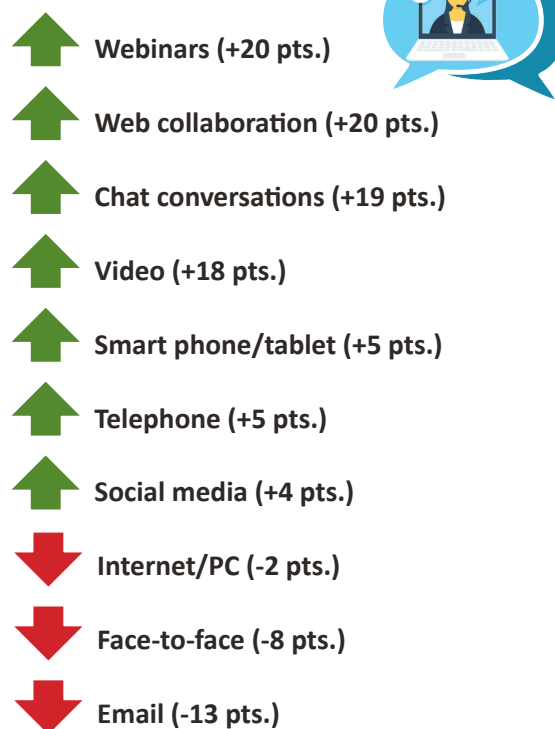 Webinars (+20 pts.)
Web collaboration (+20 pts.)
Chat conversations (+19 pts.)
Video (+18 pts.)
Smart phone/tablet (+5 pts.)
Telephone (+5 pts.)
Social media (+4 pts.)
Internet/PC (-2 pts.)
Face-to-face (-8 pts.)
Email (-13 pts.)